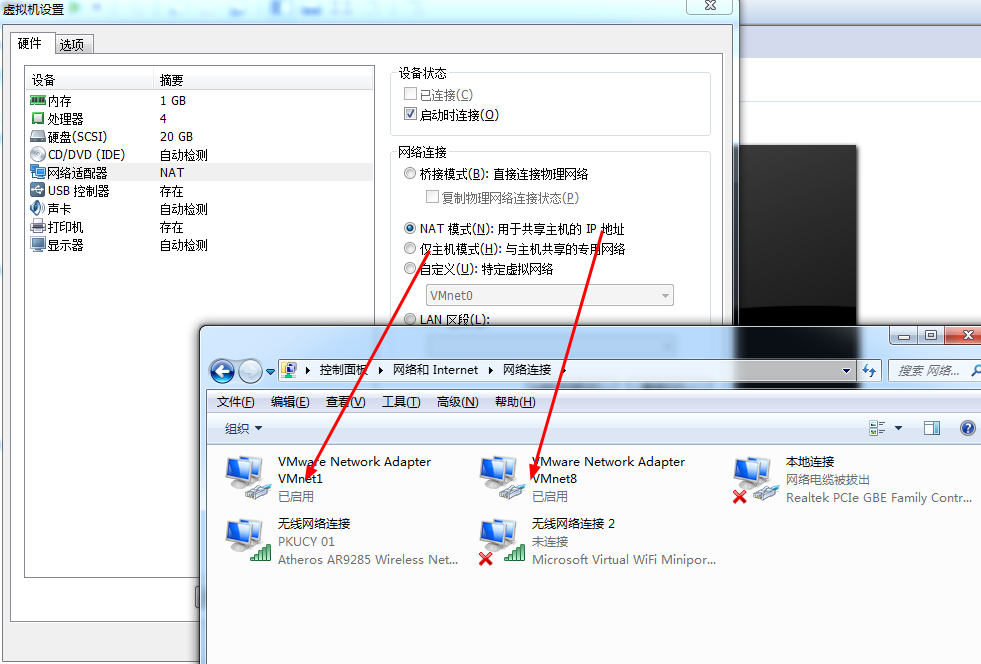 虚拟机设置
硬件 选项
设备 摘要
内存 1 GB
处理器 4
硬盘(SCSI) 20 GB
CD/DVD (IDE) 自动检测
网络适配器 NAT
USB 控制器 存在
声卡 自动检测
打印机 存在
显示器 自动检测
设备状态
已连接(C)
启动时连接(O)
网络连接
桥接模式(B): 直接连接物理网络
复制物理网络连接状态(P)
NAT 模式(N): 用于共享主机的 IP 地址
仅主机模式(H): 与主机共享的专用网络
自定义(U): 特定虚拟网络
VMnet0
LAN 区段(L):
控制面板 网络和 Internet 网络连接
搜索 网络...
文件(F) 编辑(E) 查看(V) 工具(T) 高级(N) 帮助(H)
组织
VMware Network Adapter
VMnet1
已启用
VMware Network Adapter
VMnet8
已启用
本地连接
网络电缆被拔出
Realtek PCIe GBE Family Contr...
无线网络连接
PKUCY 01
Atheros AR9285 Wireless Net...
无线网络连接 2
未连接
Microsoft Virtual WiFi Minipor...